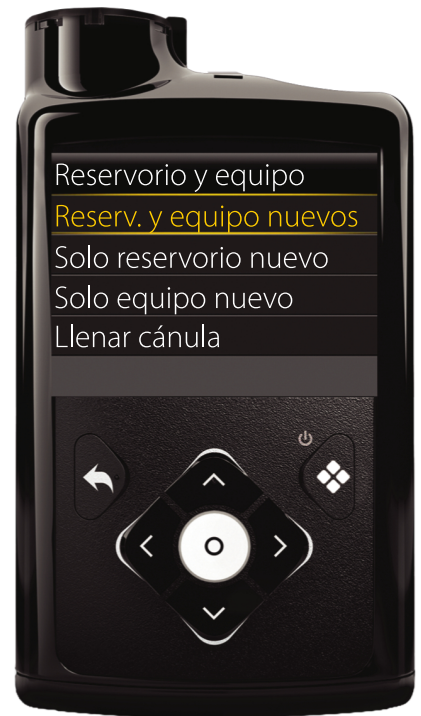 Reservorio y equipo
Reserv. y equipo nuevos
Solo reservorio nuevo
Solo equipo nuevo
Llenar cánula